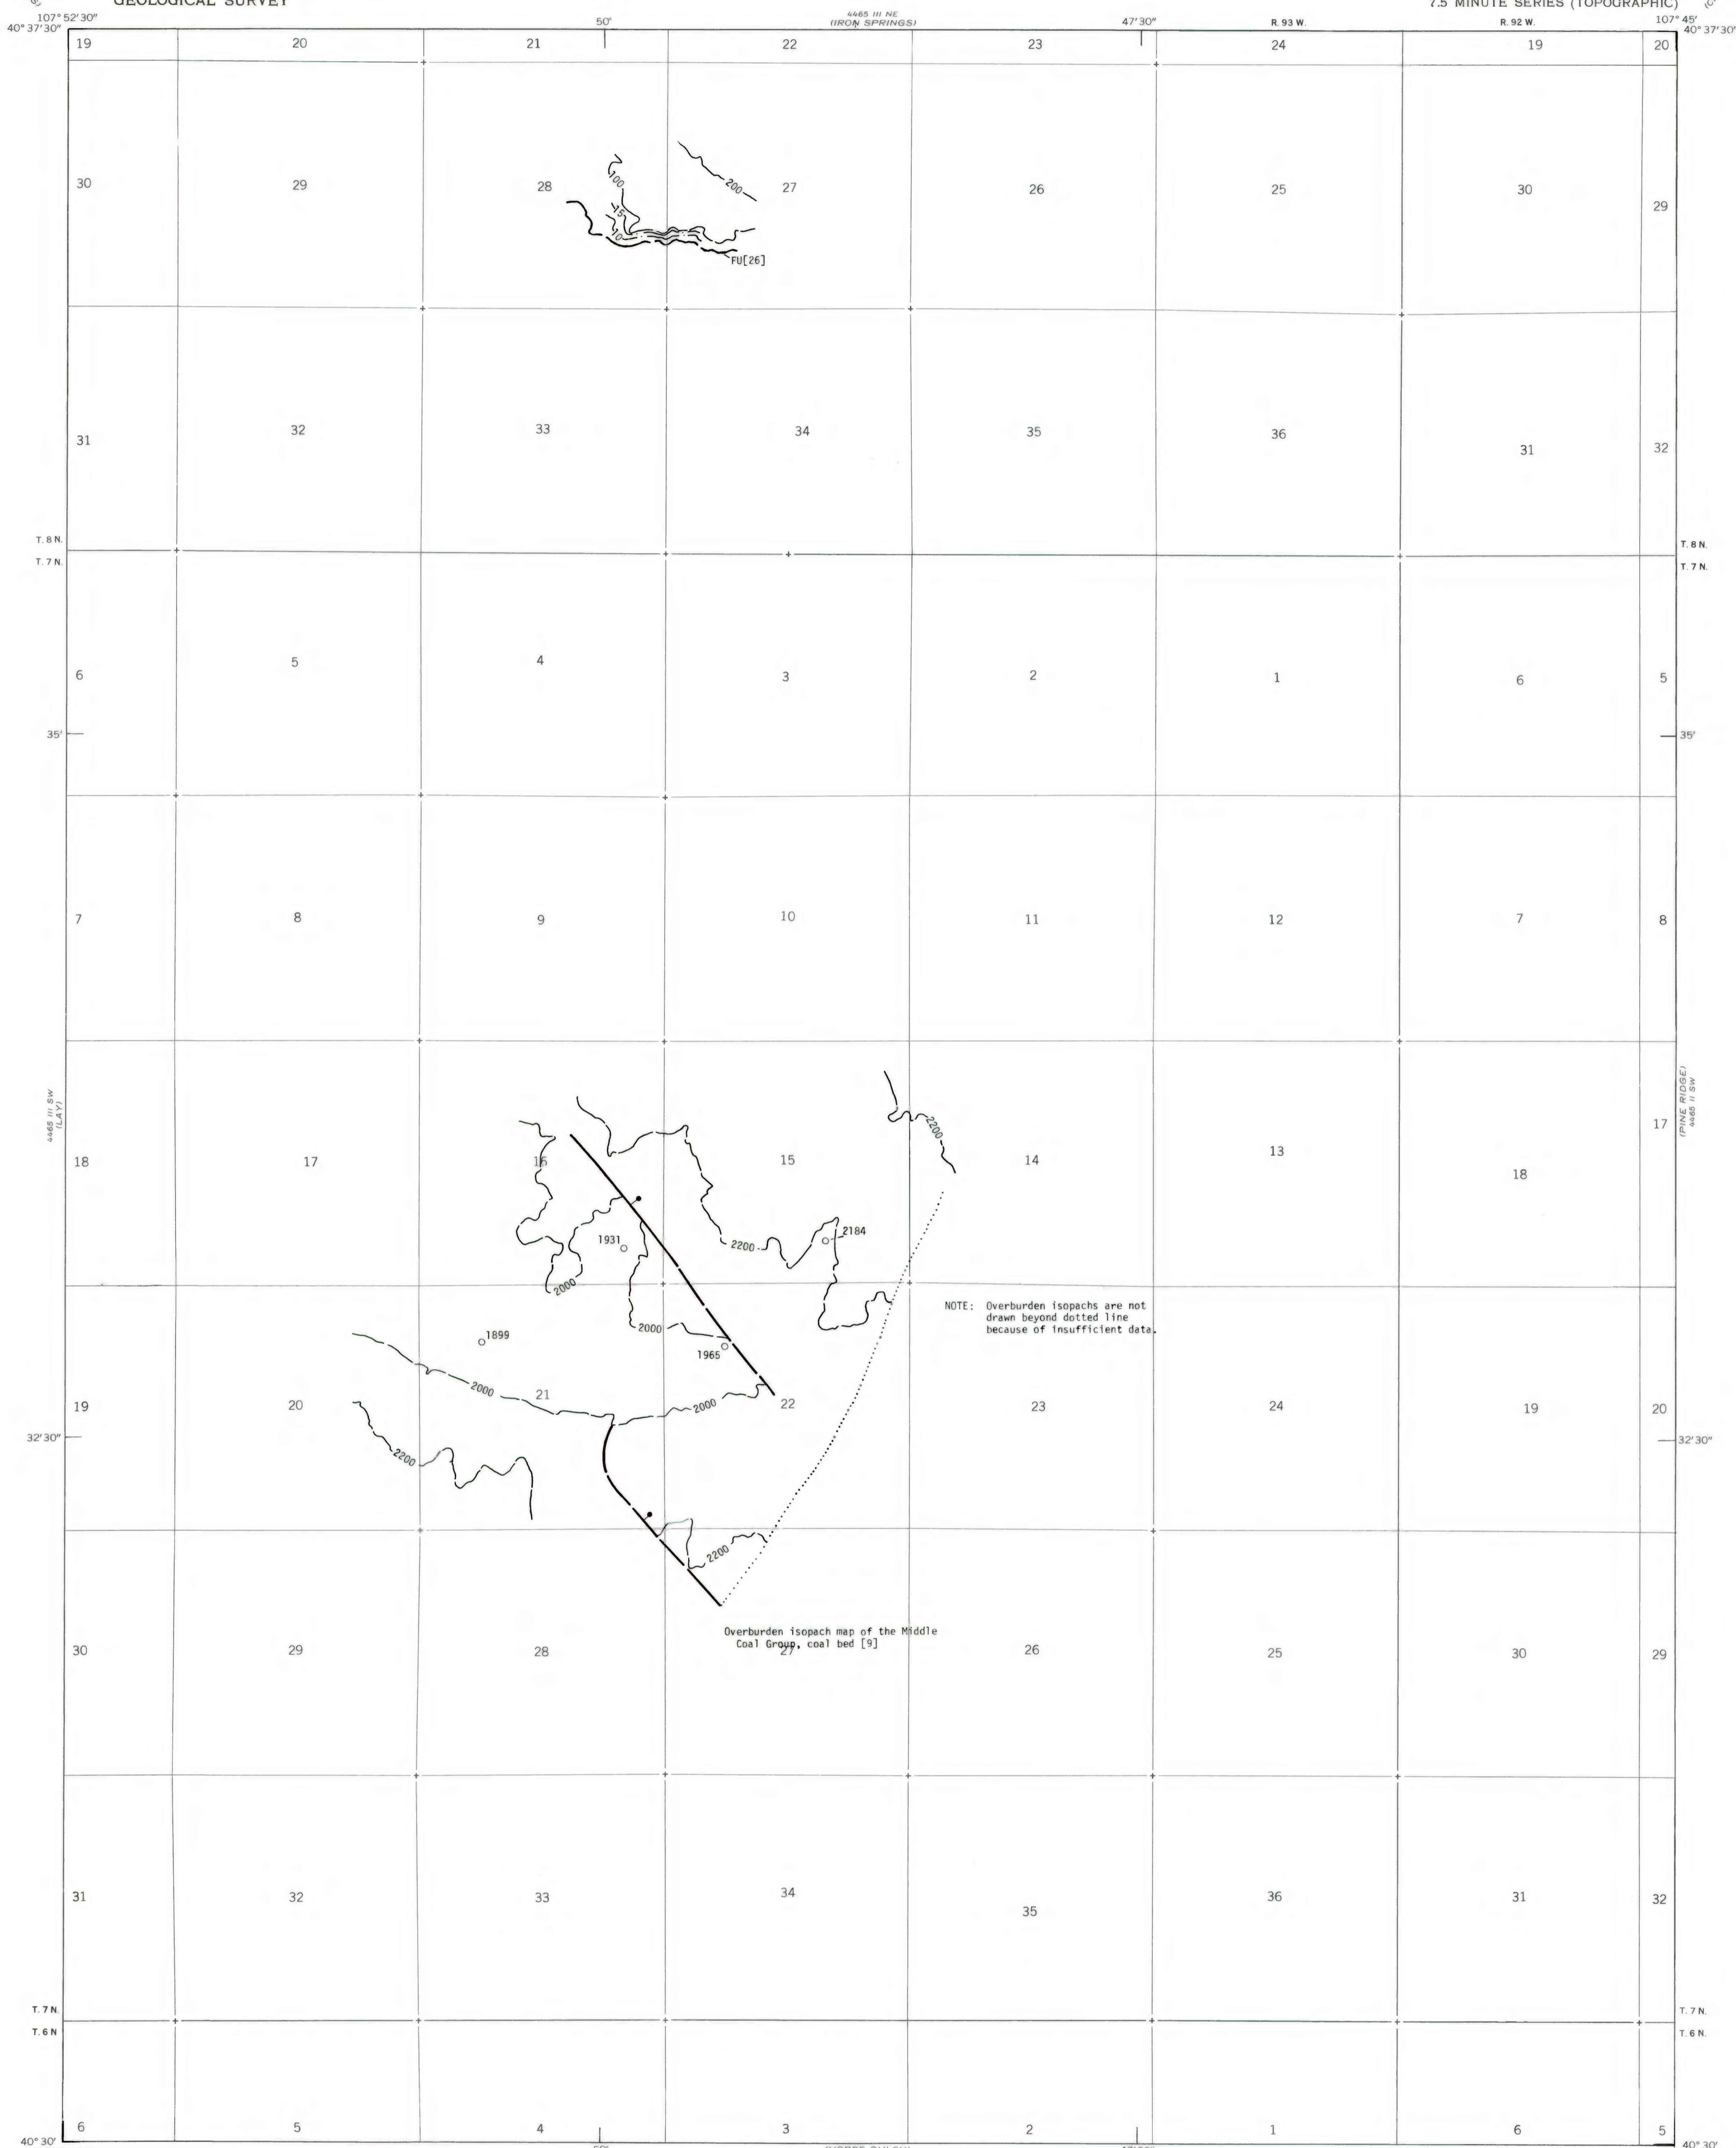 GEOLOGICAL SURVEY
7.5 MINUTE SERIES (TOPOGRAPHIC)
107° 52' 30" 50' 4465 III NE 47' 30" R. 93 W. R. 92 W. 107° 45'
(IRON SPRINGS)
40° 37' 30" 40° 37' 30"
19 20 21 22 23 24 19 20
30 29 28 27 26 25 30 29
100
200
15
10
FU[26]
31 32 33 34 35 36 31 32
T. 8 N. T. 8 N.
T. 7 N. T. 7 N.
6 5 4 3 2 1 6 5
35' 35'
7 8 9 10 11 12 7 8
4465 III SW
(LAY)
(PINE RIDGE)
4465 II SW
2200
18 17 16 15 14 13 18 17
1931
2200
2184
2000
NOTE: Overburden isopachs are not
drawn beyond dotted line
because of insufficient data.
1899
2000
1965
2000
2000
19 20 21 22 23 24 19 20
32' 30" 32' 30"
2200
2200
Overburden isopach map of the Middle
Coal Group, coal bed [9]
30 29 28 27 26 25 30 29
31 32 33 34 35 36 31 32
T. 7 N. T. 7 N.
T. 6 N T. 6 N.
6 5 4 3 2 1 6 5
40° 30' 40° 30'